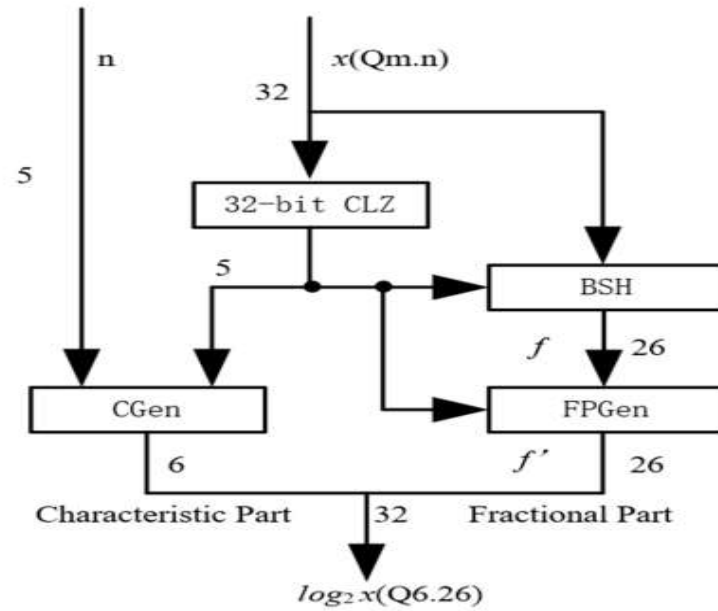 n
x(Qm.n)
32
5
32-bit CLZ
5
BSH
f
26
CGen
FPGen
6
f’
26
Characteristic Part
32
Fractional Part
log₂ x(Q6.26)